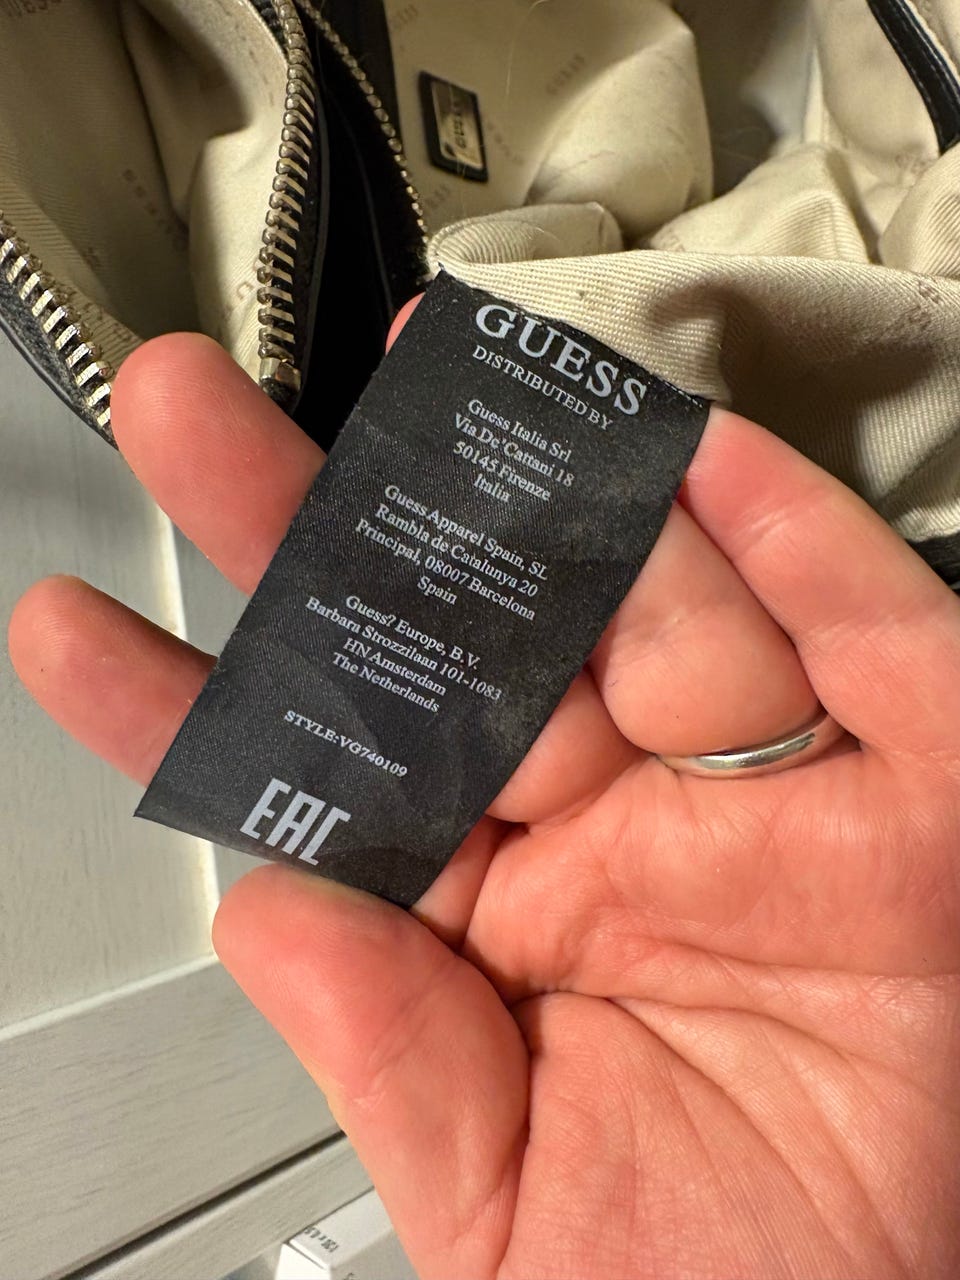 GUESS
DISTRIBUTED BY
Guess Italia Srl
Via De' Cattani 18
50145 Firenze
Italia
Guess Apparel Spain, SL
Rambla de Catalunya 20
Principal, 08007 Barcelona
Spain
Guess? Europe, B.V.
Barbara Strozzilaan 101-1083
HN Amsterdam
The Netherlands
STYLE:VG740109
EAC
GUESS